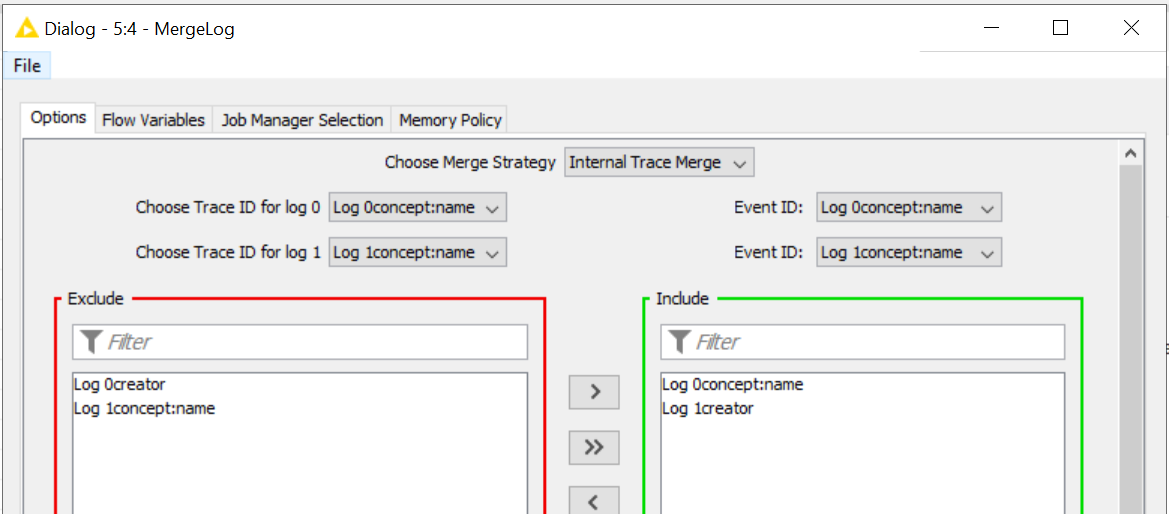 Dialog - 5:4 - MergeLog
File
Options Flow Variables Job Manager Selection Memory Policy
Choose Merge Strategy Internal Trace Merge
Choose Trace ID for log 0 Log 0concept:name Event ID: Log 0concept:name
Choose Trace ID for log 1 Log 1concept:name Event ID: Log 1concept:name
Exclude Include
Filter Filter
Log 0creator Log 0concept:name
Log 1concept:name Log 1creator